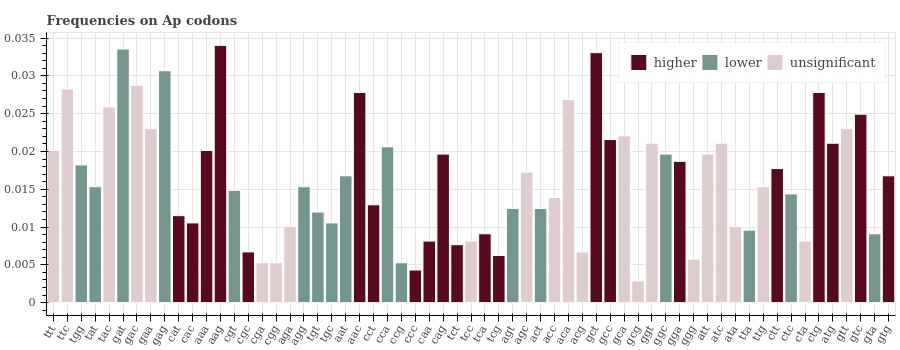 Frequencies on Ap codons
0.035
0.03
0.025
0.02
0.015
0.01
0.005
0
higher lower unsignificant
ttt ttc tgg tat tac gat gac gaa gag cat cac aaa aag cgt cgc cga cgg aga agg tgt tgc aat aac cct cca ccg ccc caa cag tct tcc tca tcg agt agc act acc aca acg gct gcc gca gcg ggt ggc gga ggg att atc ata tta ttg ctt ctc cta ctg atg gtt gtc gta gtg